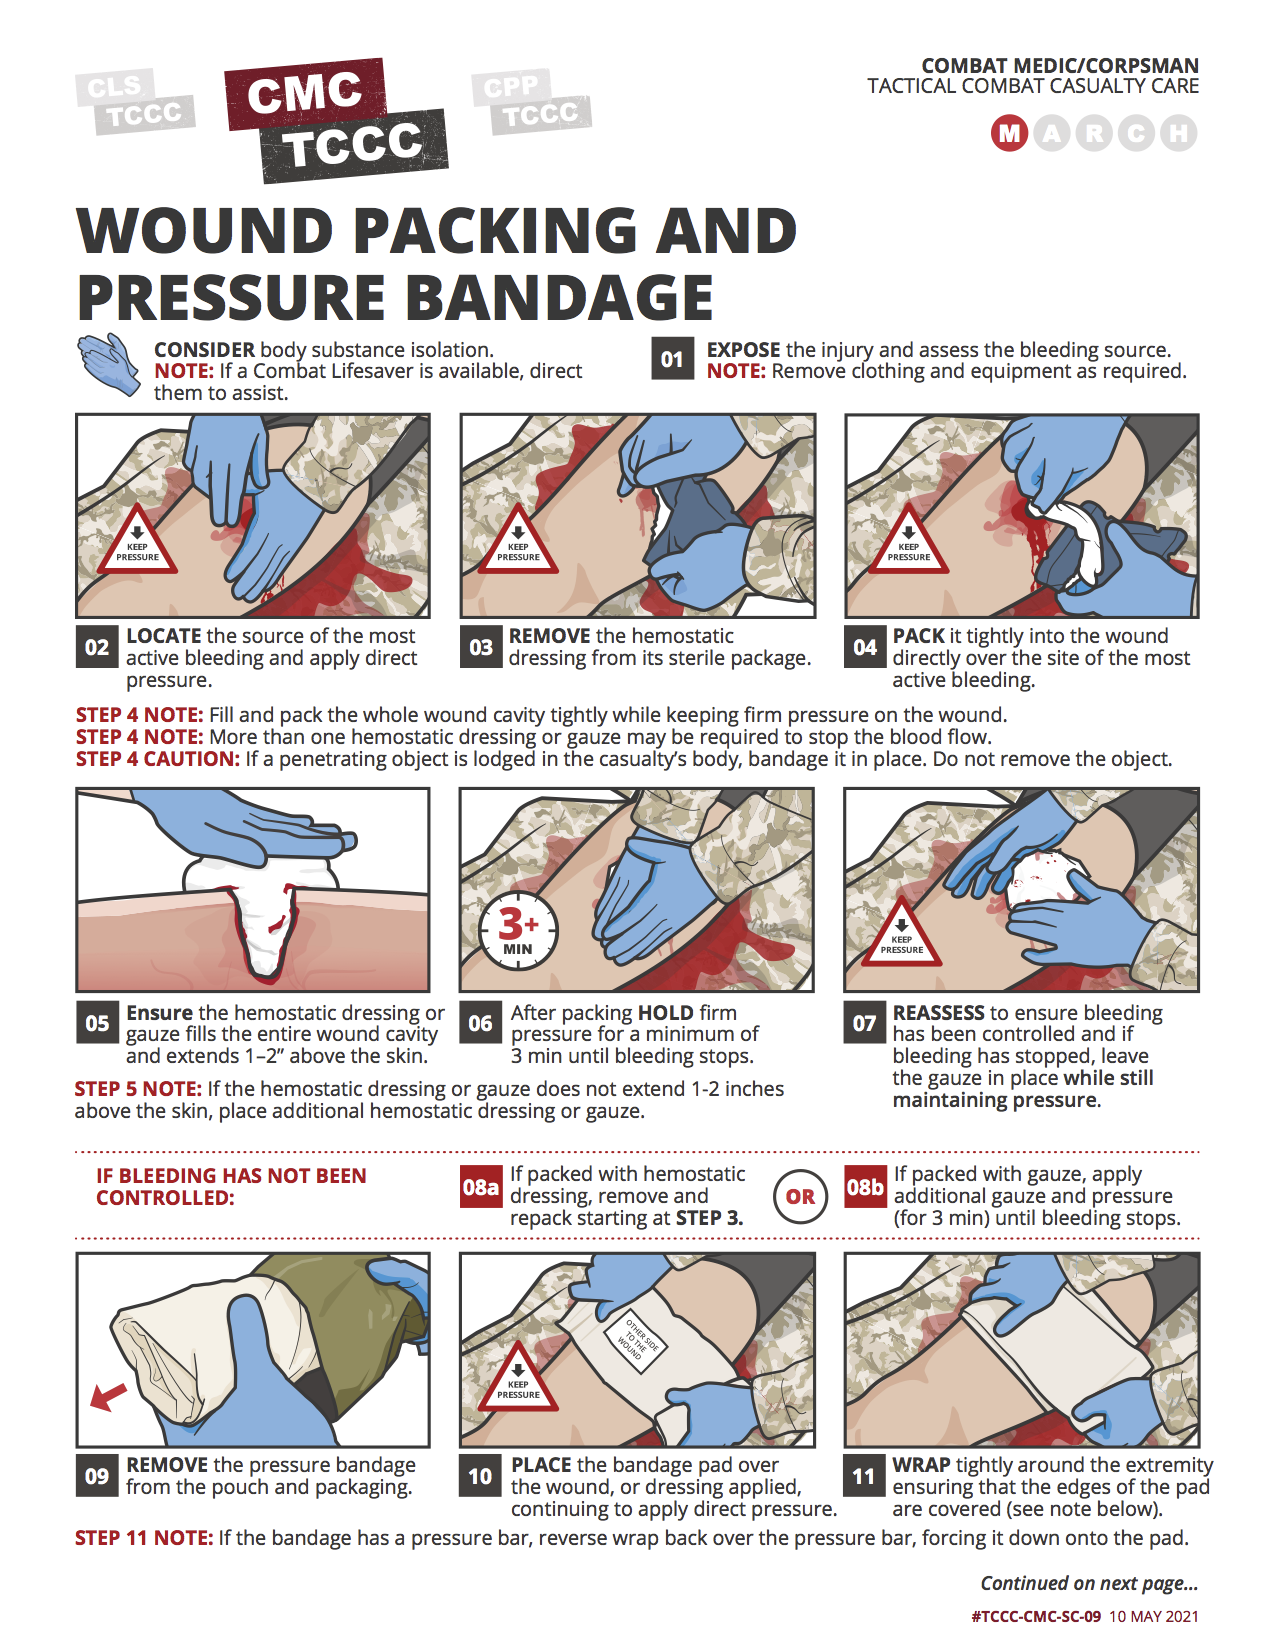 CLS
TCCC
CMC
TCCC
CPP
TCCC
COMBAT MEDIC/CORPSMAN
TACTICAL COMBAT CASUALTY CARE
M A R C H
WOUND PACKING AND
PRESSURE BANDAGE
CONSIDER body substance isolation.
NOTE: If a Combat Lifesaver is available, direct
them to assist.
01 EXPOSE the injury and assess the bleeding source.
NOTE: Remove clothing and equipment as required.
KEEP
PRESSURE
KEEP
PRESSURE
KEEP
PRESSURE
02 LOCATE the source of the most
active bleeding and apply direct
pressure.
03 REMOVE the hemostatic
dressing from its sterile package.
04 PACK it tightly into the wound
directly over the site of the most
active bleeding.
STEP 4 NOTE: Fill and pack the whole wound cavity tightly while keeping firm pressure on the wound.
STEP 4 NOTE: More than one hemostatic dressing or gauze may be required to stop the blood flow.
STEP 4 CAUTION: If a penetrating object is lodged in the casualty’s body, bandage it in place. Do not remove the object.
3+
MIN
KEEP
PRESSURE
05 Ensure the hemostatic dressing or
gauze fills the entire wound cavity
and extends 1–2” above the skin.
06 After packing HOLD firm
pressure for a minimum of
3 min until bleeding stops.
07 REASSESS to ensure bleeding
has been controlled and if
bleeding has stopped, leave
the gauze in place while still
maintaining pressure.
STEP 5 NOTE: If the hemostatic dressing or gauze does not extend 1-2 inches
above the skin, place additional hemostatic dressing or gauze.
IF BLEEDING HAS NOT BEEN
CONTROLLED:
08a If packed with hemostatic
dressing, remove and
repack starting at STEP 3.
OR
08b If packed with gauze, apply
additional gauze and pressure
(for 3 min) until bleeding stops.
OTHER SIDE
TO THE
WOUND
KEEP
PRESSURE
09 REMOVE the pressure bandage
from the pouch and packaging.
10 PLACE the bandage pad over
the wound, or dressing applied,
continuing to apply direct pressure.
11 WRAP tightly around the extremity
ensuring that the edges of the pad
are covered (see note below).
STEP 11 NOTE: If the bandage has a pressure bar, reverse wrap back over the pressure bar, forcing it down onto the pad.
Continued on next page...
#TCCC-CMC-SC-09 10 MAY 2021